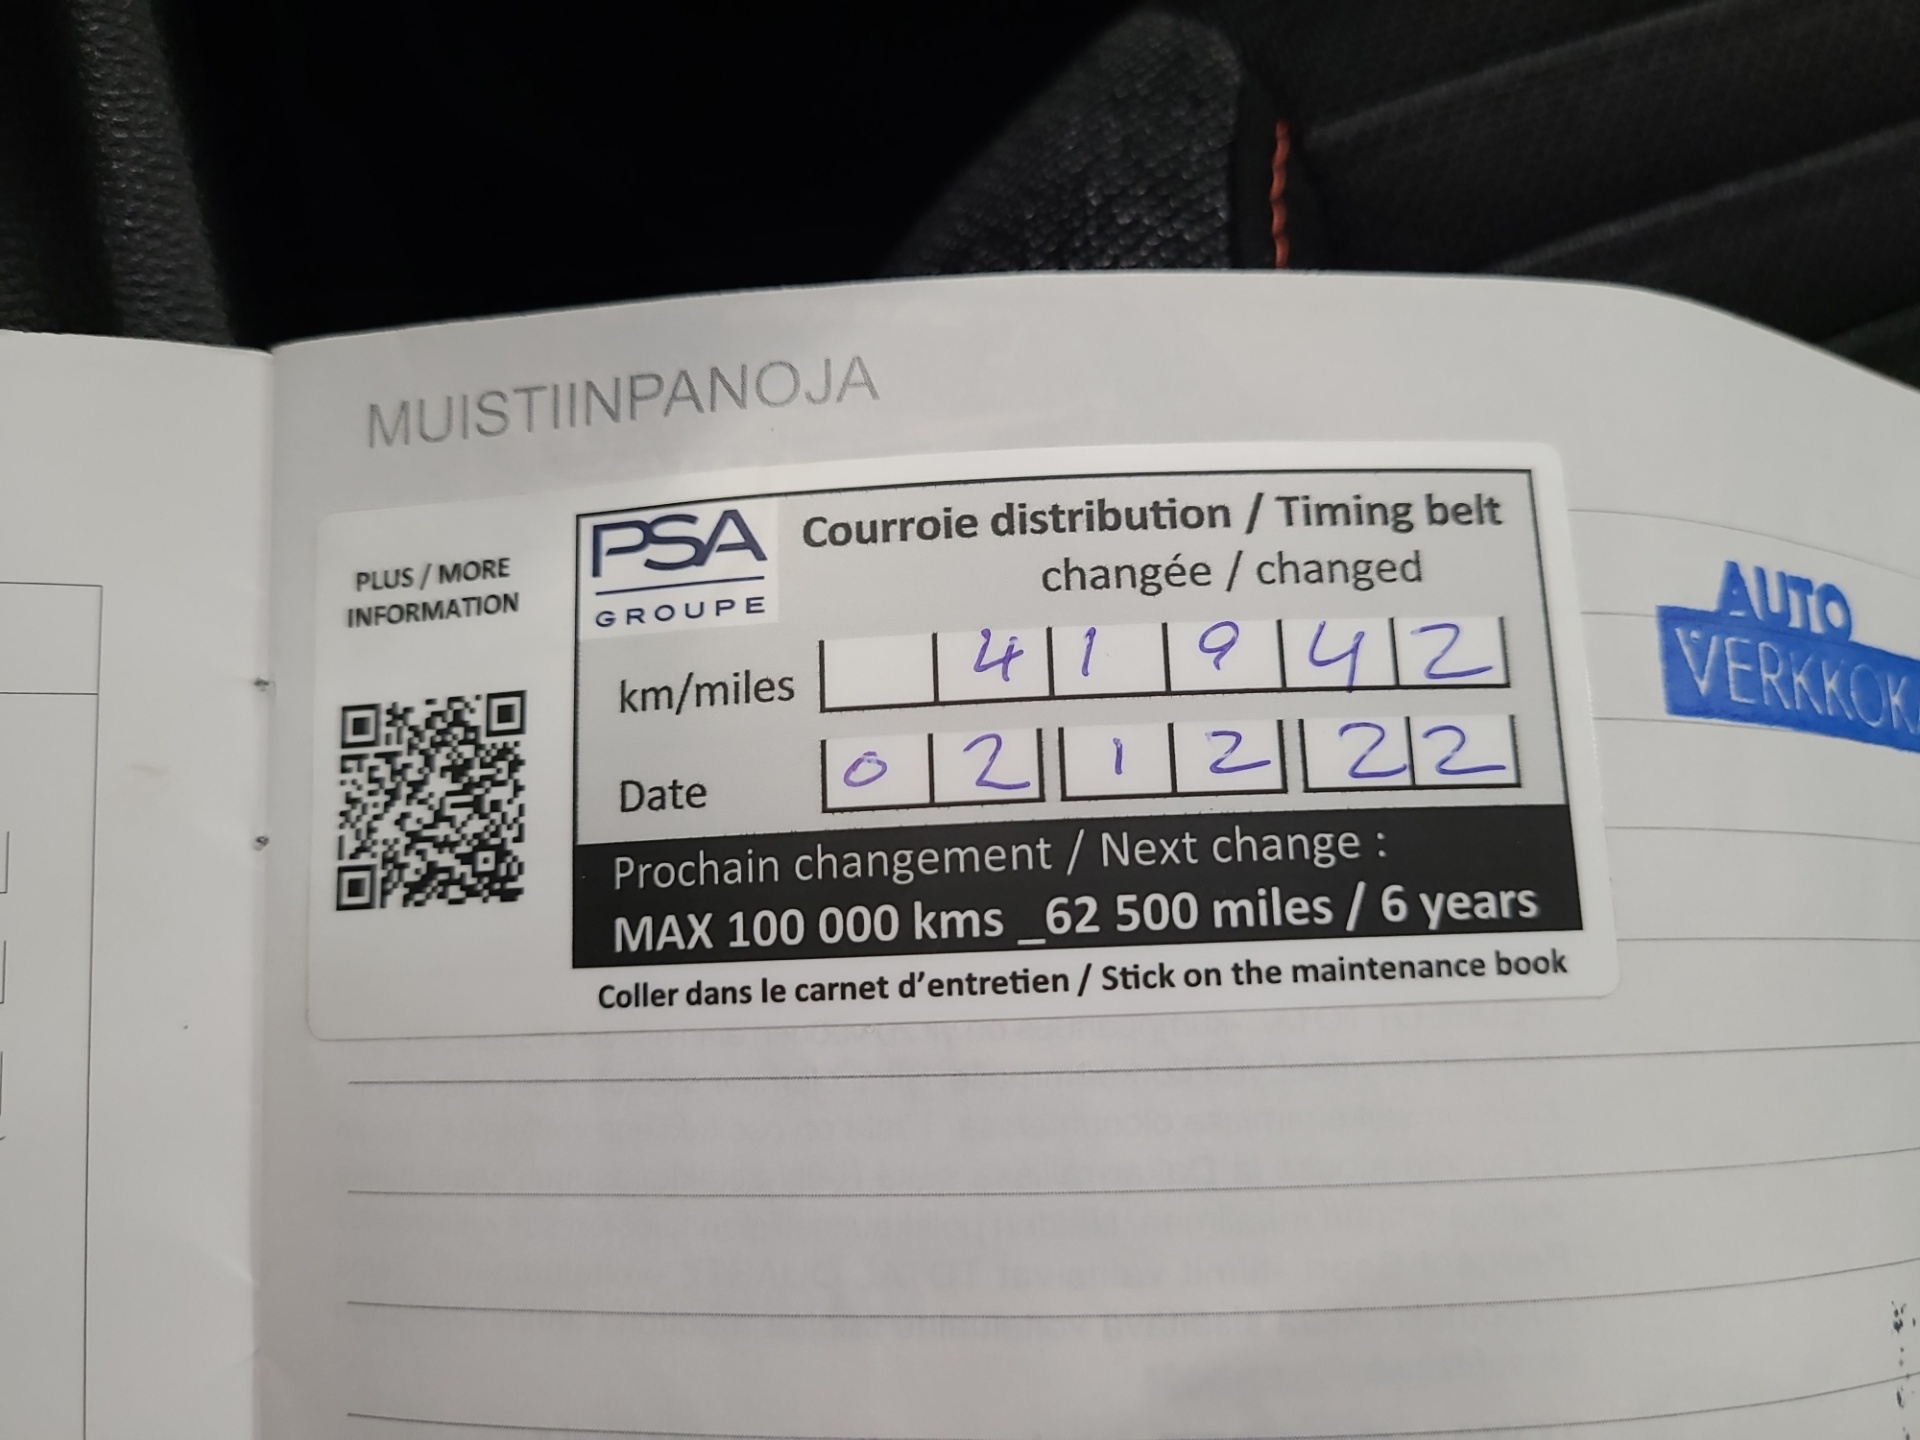 MUISTIINPANOJA
PLUS / MORE
INFORMATION
PSA
GROUPE
Courroie distribution / Timing belt
changée / changed
km/miles 41942
Date 02 12 22
Prochain changement / Next change :
MAX 100 000 kms _62 500 miles / 6 years
Coller dans le carnet d'entretien / Stick on the maintenance book
AUTO